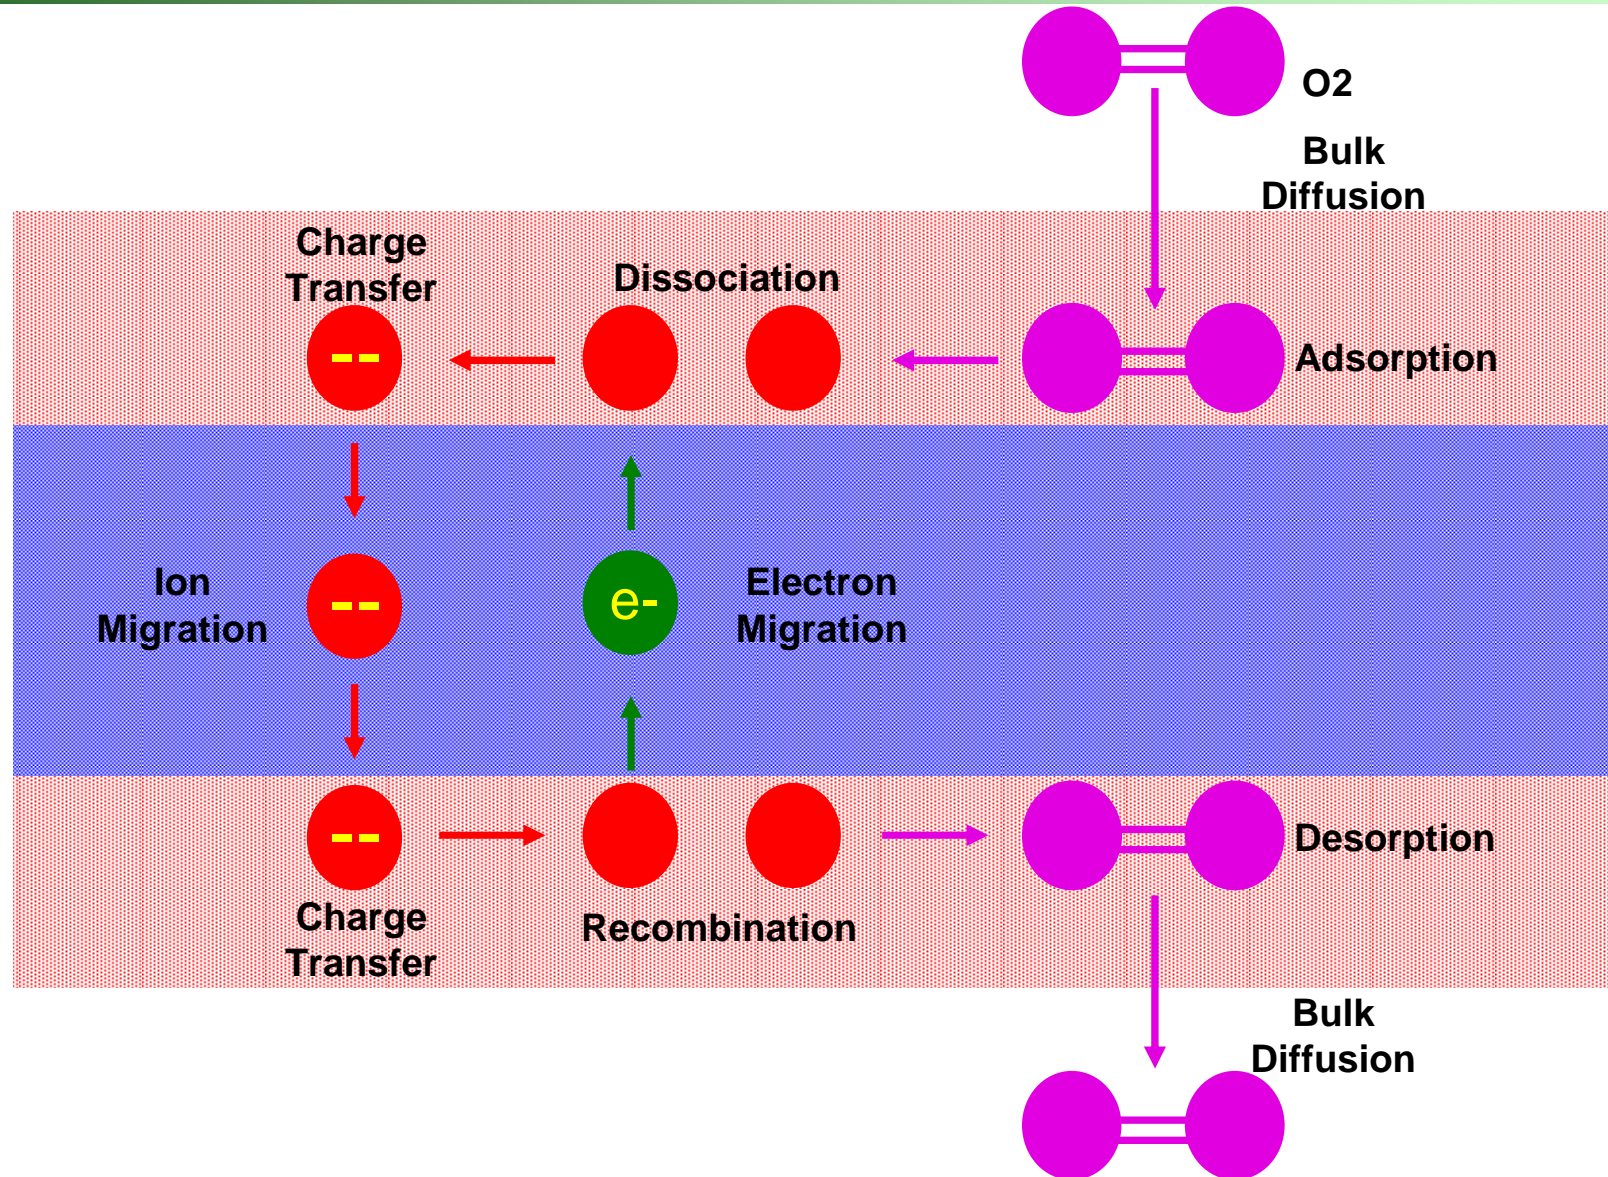 O2
Bulk
Diffusion
Charge
Transfer
Dissociation
--
Adsorption
Ion
Migration
--
e-
Electron
Migration
--
Desorption
Charge
Transfer
Recombination
Bulk
Diffusion